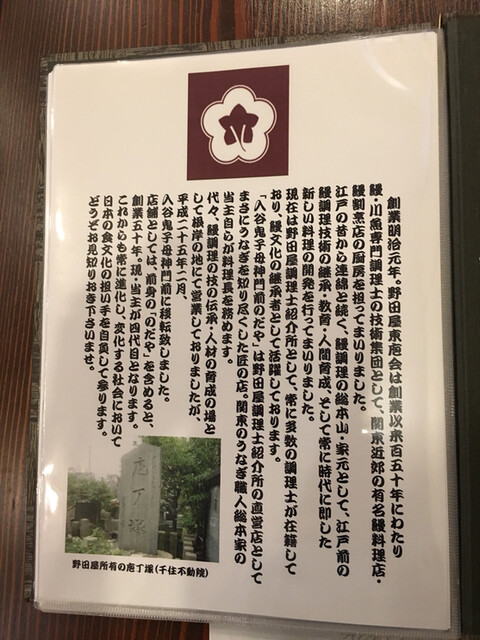 創業明治元年。野田屋東庖会は創業以来百五十年にわたり
鰻・川魚専門調理士の技術集団として、関東近郊の有名鰻料理店・
鰻割烹店の厨房を担ってまいりました。
江戸の昔から連綿と続く、鰻調理の総本山・家元として、江戸前の
鰻調理技術の継承・教育・人間育成、そして常に時代に即した
新しい料理の開発を行ってまいりました。
現在は野田屋調理士紹介所として、常に多数の調理士が在籍して
おり、鰻文化の継承者として活躍しております。
「入谷鬼子母神門前のだや」は野田屋調理士紹介所の直営店として
まさにうなぎを知り尽くした匠の店。関東のうなぎ職人総本家の
当主自らが料理長を務めます。
代々、鰻調理の技の伝承・人材の育成の場と
して根岸の地にて営業しておりましたが、
平成二十五年二月、
入谷鬼子母神門前に移転致しました。
店舗としては、前身の「のだや」を含めると、
創業五十年。現・当主が四代目となります。
これからも常に進化し、変化する社会において
日本の食文化の担い手を自負して参ります。
どうぞお見知りおき下さいませ。
庖丁塚
野田屋所有の庖丁塚(千住不動院)